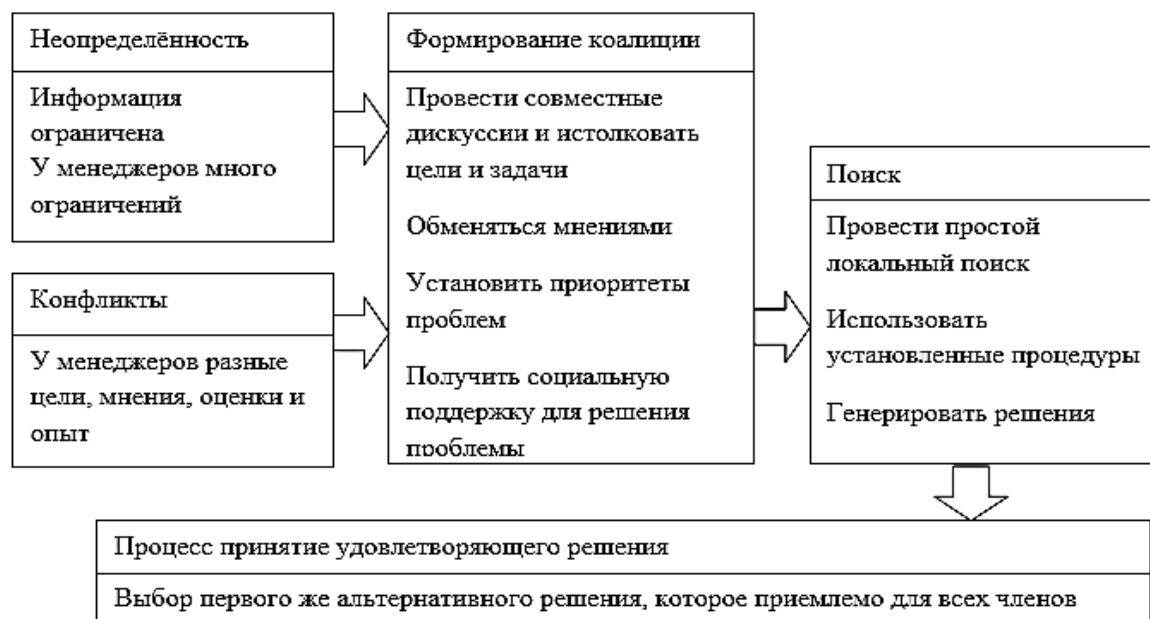 Неопределённость
Информация
ограничена
У менеджеров много
ограничений
Конфликты
У менеджеров разные
цели, мнения, оценки и
опыт
Формирование коалиции
Провести совместные
дискуссии и истолковать
цели и задачи
Обменяться мнениями
Установить приоритеты
проблем
Получить социальную
поддержку для решения
проблемы
Поиск
Провести простой
локальный поиск
Использовать
установленные процедуры
Генерировать решения
Процесс принятие удовлетворяющего решения
Выбор первого же альтернативного решения, которое приемлемо для всех членов